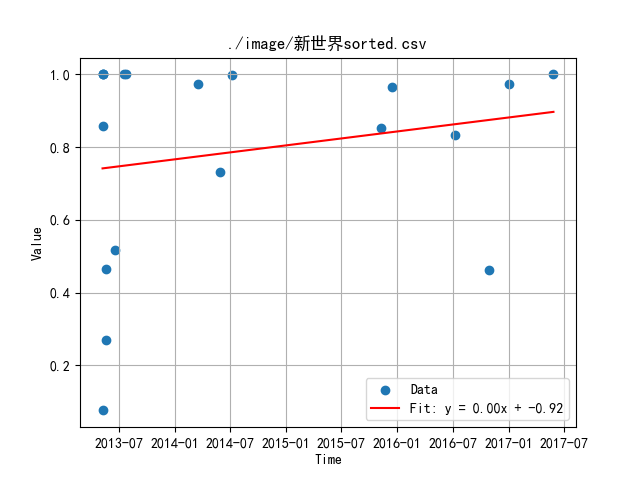 ./image/新世界sorted.csv
1.0
0.8
0.6
0.4
0.2
Value
Data
Fit: y = 0.00x + -0.92
2013-07 2014-01 2014-07 2015-01 2015-07 2016-01 2016-07 2017-01 2017-07
Time